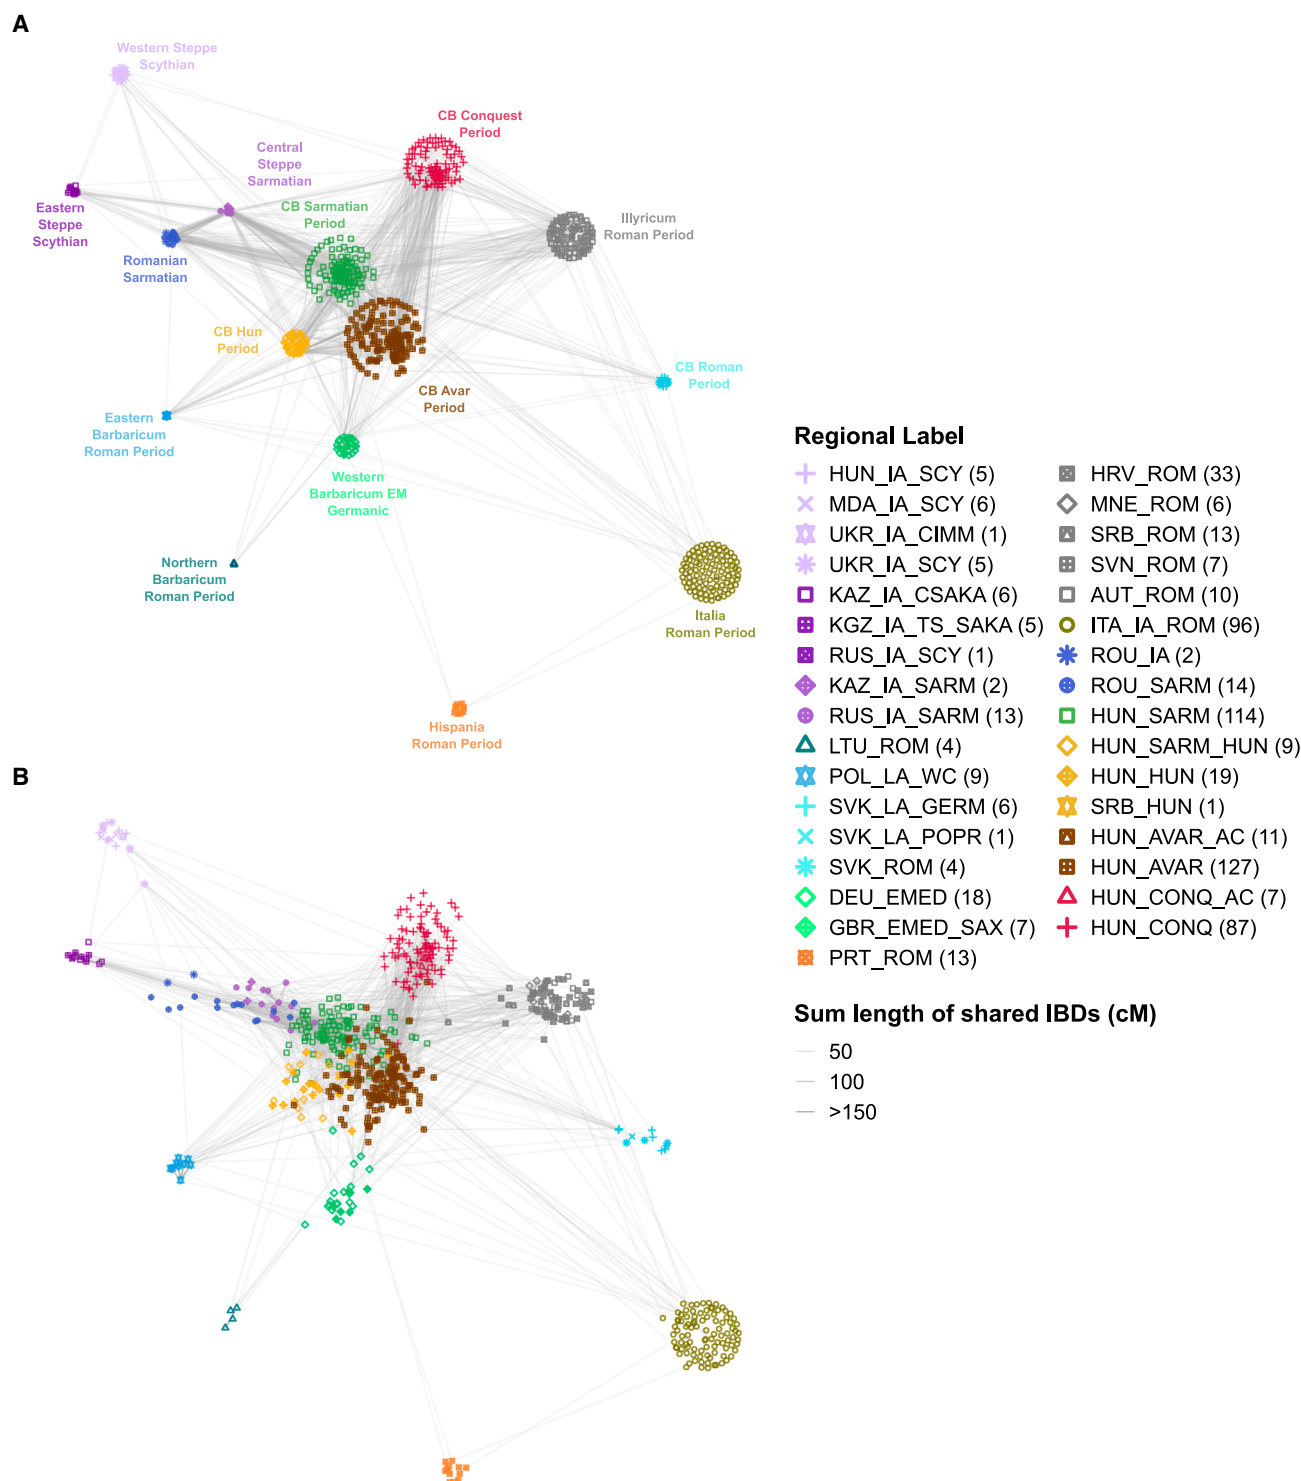 A
Western Steppe
Scythian
CB Conquest
Period
Central
Steppe
Sarmatian
Eastern
Steppe
Scythian
CB Sarmatian
Period
Illyricum
Roman Period
Romanian
Sarmatian
CB Hun
Period
CB Roman
Period
CB Avar
Period
Eastern
Barbaricum
Roman Period
Western
Barbaricum EM
Germanic
Northern
Barbaricum
Roman Period
Italia
Roman Period
Hispania
Roman Period
B
Regional Label
HUN_IA_SCY (5)
MDA_IA_SCY (6)
UKR_IA_CIMM (1)
UKR_IA_SCY (5)
KAZ_IA_CSAKA (6)
KGZ_IA_TS_SAKA (5)
RUS_IA_SCY (1)
KAZ_IA_SARM (2)
RUS_IA_SARM (13)
LTU_ROM (4)
POL_LA_WC (9)
SVK_LA_GERM (6)
SVK_LA_POPR (1)
SVK_ROM (4)
DEU_EMED (18)
GBR_EMED_SAX (7)
PRT_ROM (13)
HRV_ROM (33)
MNE_ROM (6)
SRB_ROM (13)
SVN_ROM (7)
AUT_ROM (10)
ITA_IA_ROM (96)
ROU_IA (2)
ROU_SARM (14)
HUN_SARM (114)
HUN_SARM_HUN (9)
HUN_HUN (19)
SRB_HUN (1)
HUN_AVAR_AC (11)
HUN_AVAR (127)
HUN_CONQ_AC (7)
HUN_CONQ (87)
Sum length of shared IBDs (cM)
50
100
>150